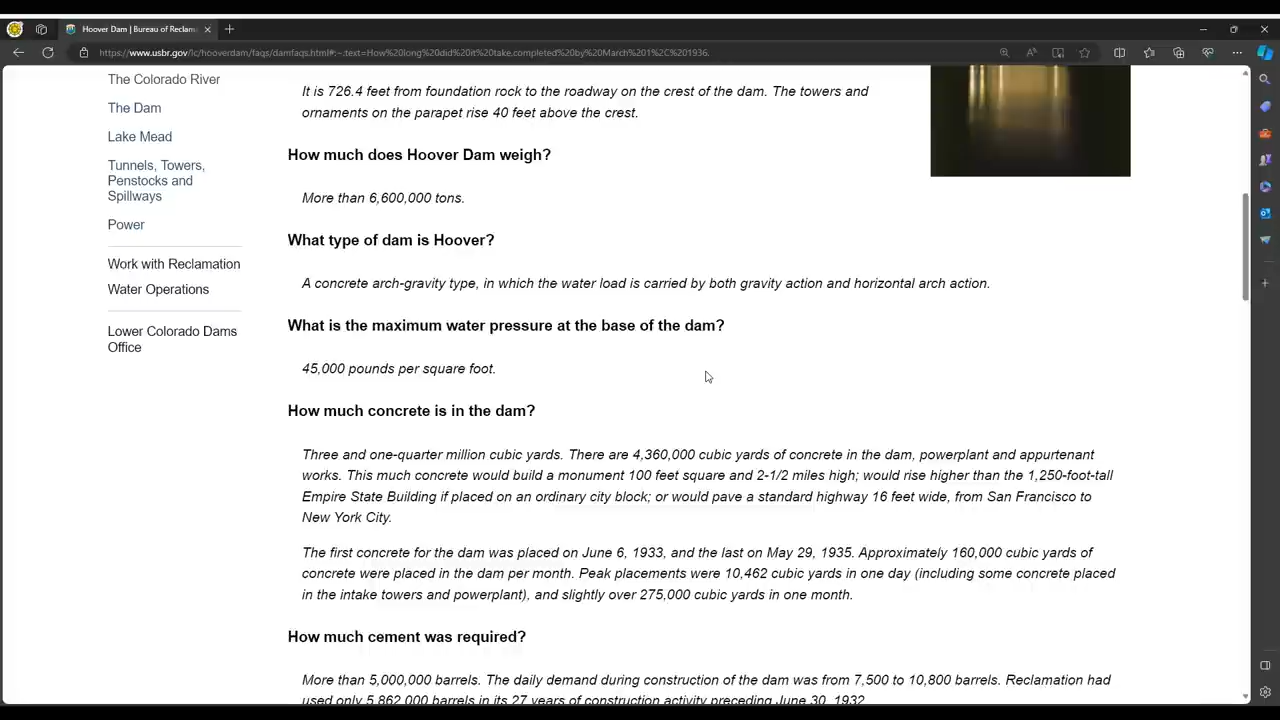 Hoover Dam | Bureau of Reclam
https://www.usbr.gov/lc/hooverdam/faqs/damfaqs.html#:~:text=How%20long%20did%20it%20take,completed%20by%20March%201%2C%201936.
The Colorado River
The Dam
Lake Mead
Tunnels, Towers,
Penstocks and
Spillways
Power
Work with Reclamation
Water Operations
Lower Colorado Dams
Office
It is 726.4 feet from foundation rock to the roadway on the crest of the dam. The towers and
ornaments on the parapet rise 40 feet above the crest.
How much does Hoover Dam weigh?
More than 6,600,000 tons.
What type of dam is Hoover?
A concrete arch-gravity type, in which the water load is carried by both gravity action and horizontal arch action.
What is the maximum water pressure at the base of the dam?
45,000 pounds per square foot.
How much concrete is in the dam?
Three and one-quarter million cubic yards. There are 4,360,000 cubic yards of concrete in the dam, powerplant and appurtenant
works. This much concrete would build a monument 100 feet square and 2-1/2 miles high; would rise higher than the 1,250-foot-tall
Empire State Building if placed on an ordinary city block; or would pave a standard highway 16 feet wide, from San Francisco to
New York City.
The first concrete for the dam was placed on June 6, 1933, and the last on May 29, 1935. Approximately 160,000 cubic yards of
concrete were placed in the dam per month. Peak placements were 10,462 cubic yards in one day (including some concrete placed
in the intake towers and powerplant), and slightly over 275,000 cubic yards in one month.
How much cement was required?
More than 5,000,000 barrels. The daily demand during construction of the dam was from 7,500 to 10,800 barrels. Reclamation had
used only 5,862,000 barrels in its 27 years of construction activity preceding June 30, 1932.